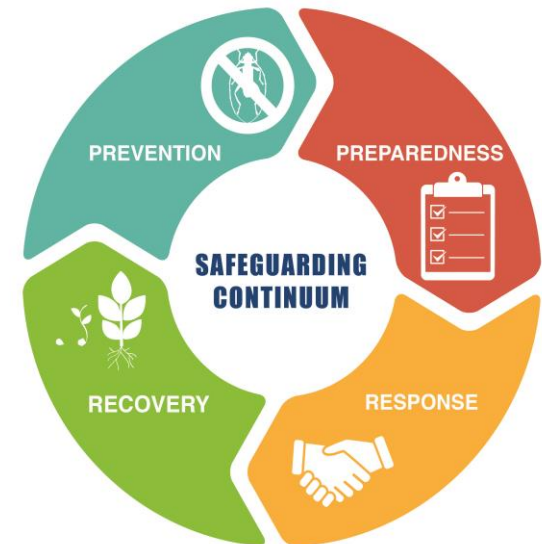 PREVENTION
PREPAREDNESS
SAFEGUARDING
CONTINUUM
RECOVERY
RESPONSE